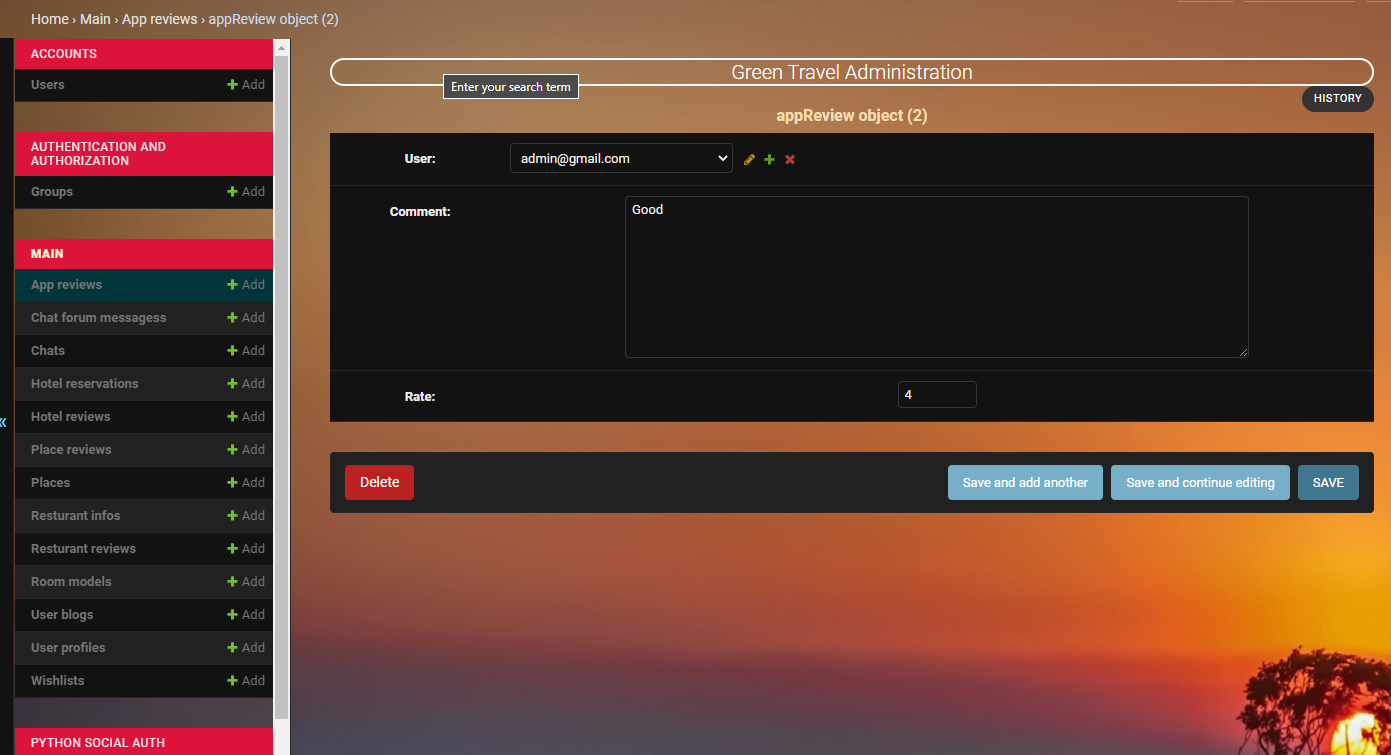 Home › Main › App reviews › appReview object (2)
ACCOUNTS
Users + Add
AUTHENTICATION AND
AUTHORIZATION
Groups + Add
MAIN
App reviews + Add
Chat forum messagess + Add
Chats + Add
Hotel reservations + Add
Hotel reviews + Add
Place reviews + Add
Places + Add
Resturant infos + Add
Resturant reviews + Add
Room models + Add
User blogs + Add
User profiles + Add
Wishlists + Add
PYTHON SOCIAL AUTH
«
Green Travel Administration
Enter your search term
HISTORY
appReview object (2)
User: admin@gmail.com
Comment: Good
Rate: 4
Delete Save and add another Save and continue editing SAVE